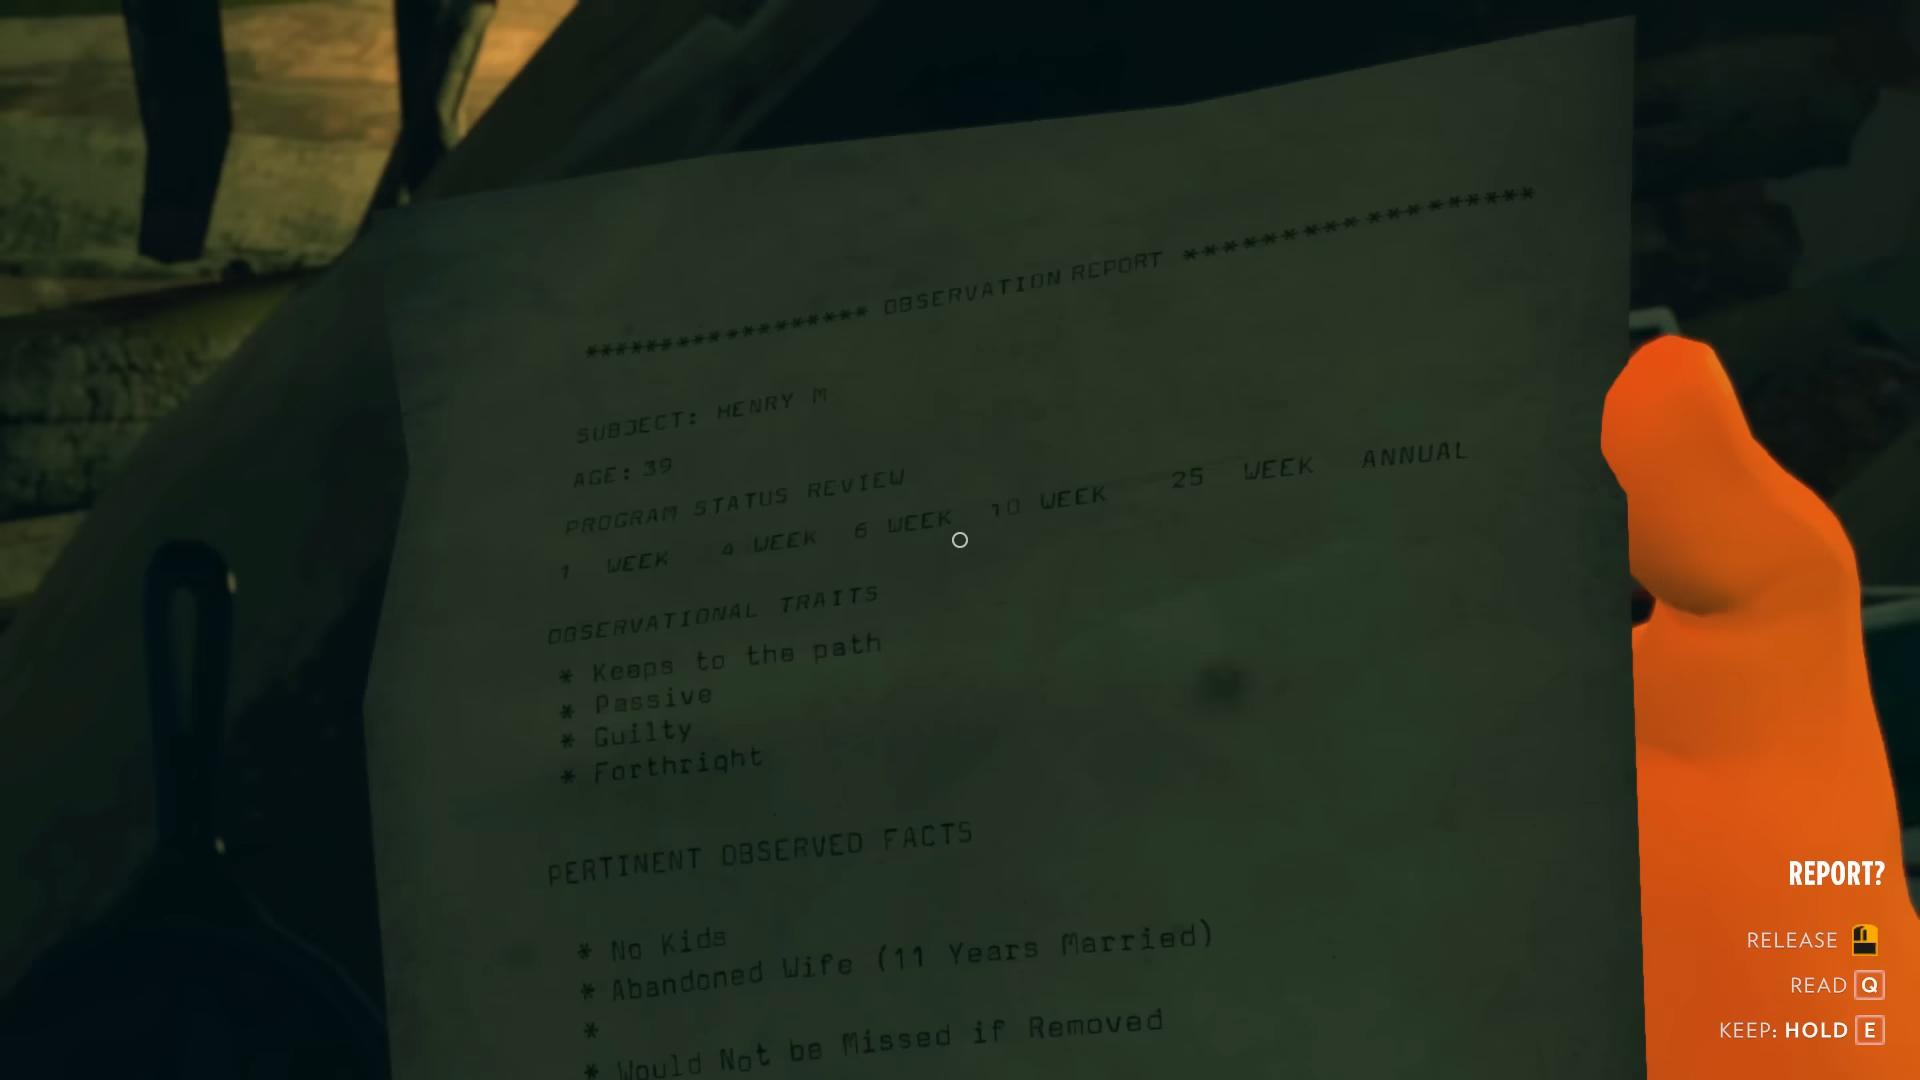 ****************** OBSERVATION REPORT *******************
SUBJECT: HENRY M
AGE: 39
PROGRAM STATUS REVIEW
1 WEEK 4 WEEK 6 WEEK 10 WEEK 25 WEEK ANNUAL
OBSERVATIONAL TRAITS
* Keeps to the path
* Passive
* Guilty
* Forthright
PERTINENT OBSERVED FACTS
* No Kids
* Abandoned Wife (11 Years Married)
*
* Would Not be Missed if Removed
REPORT?
RELEASE
READ Q
KEEP: HOLD E